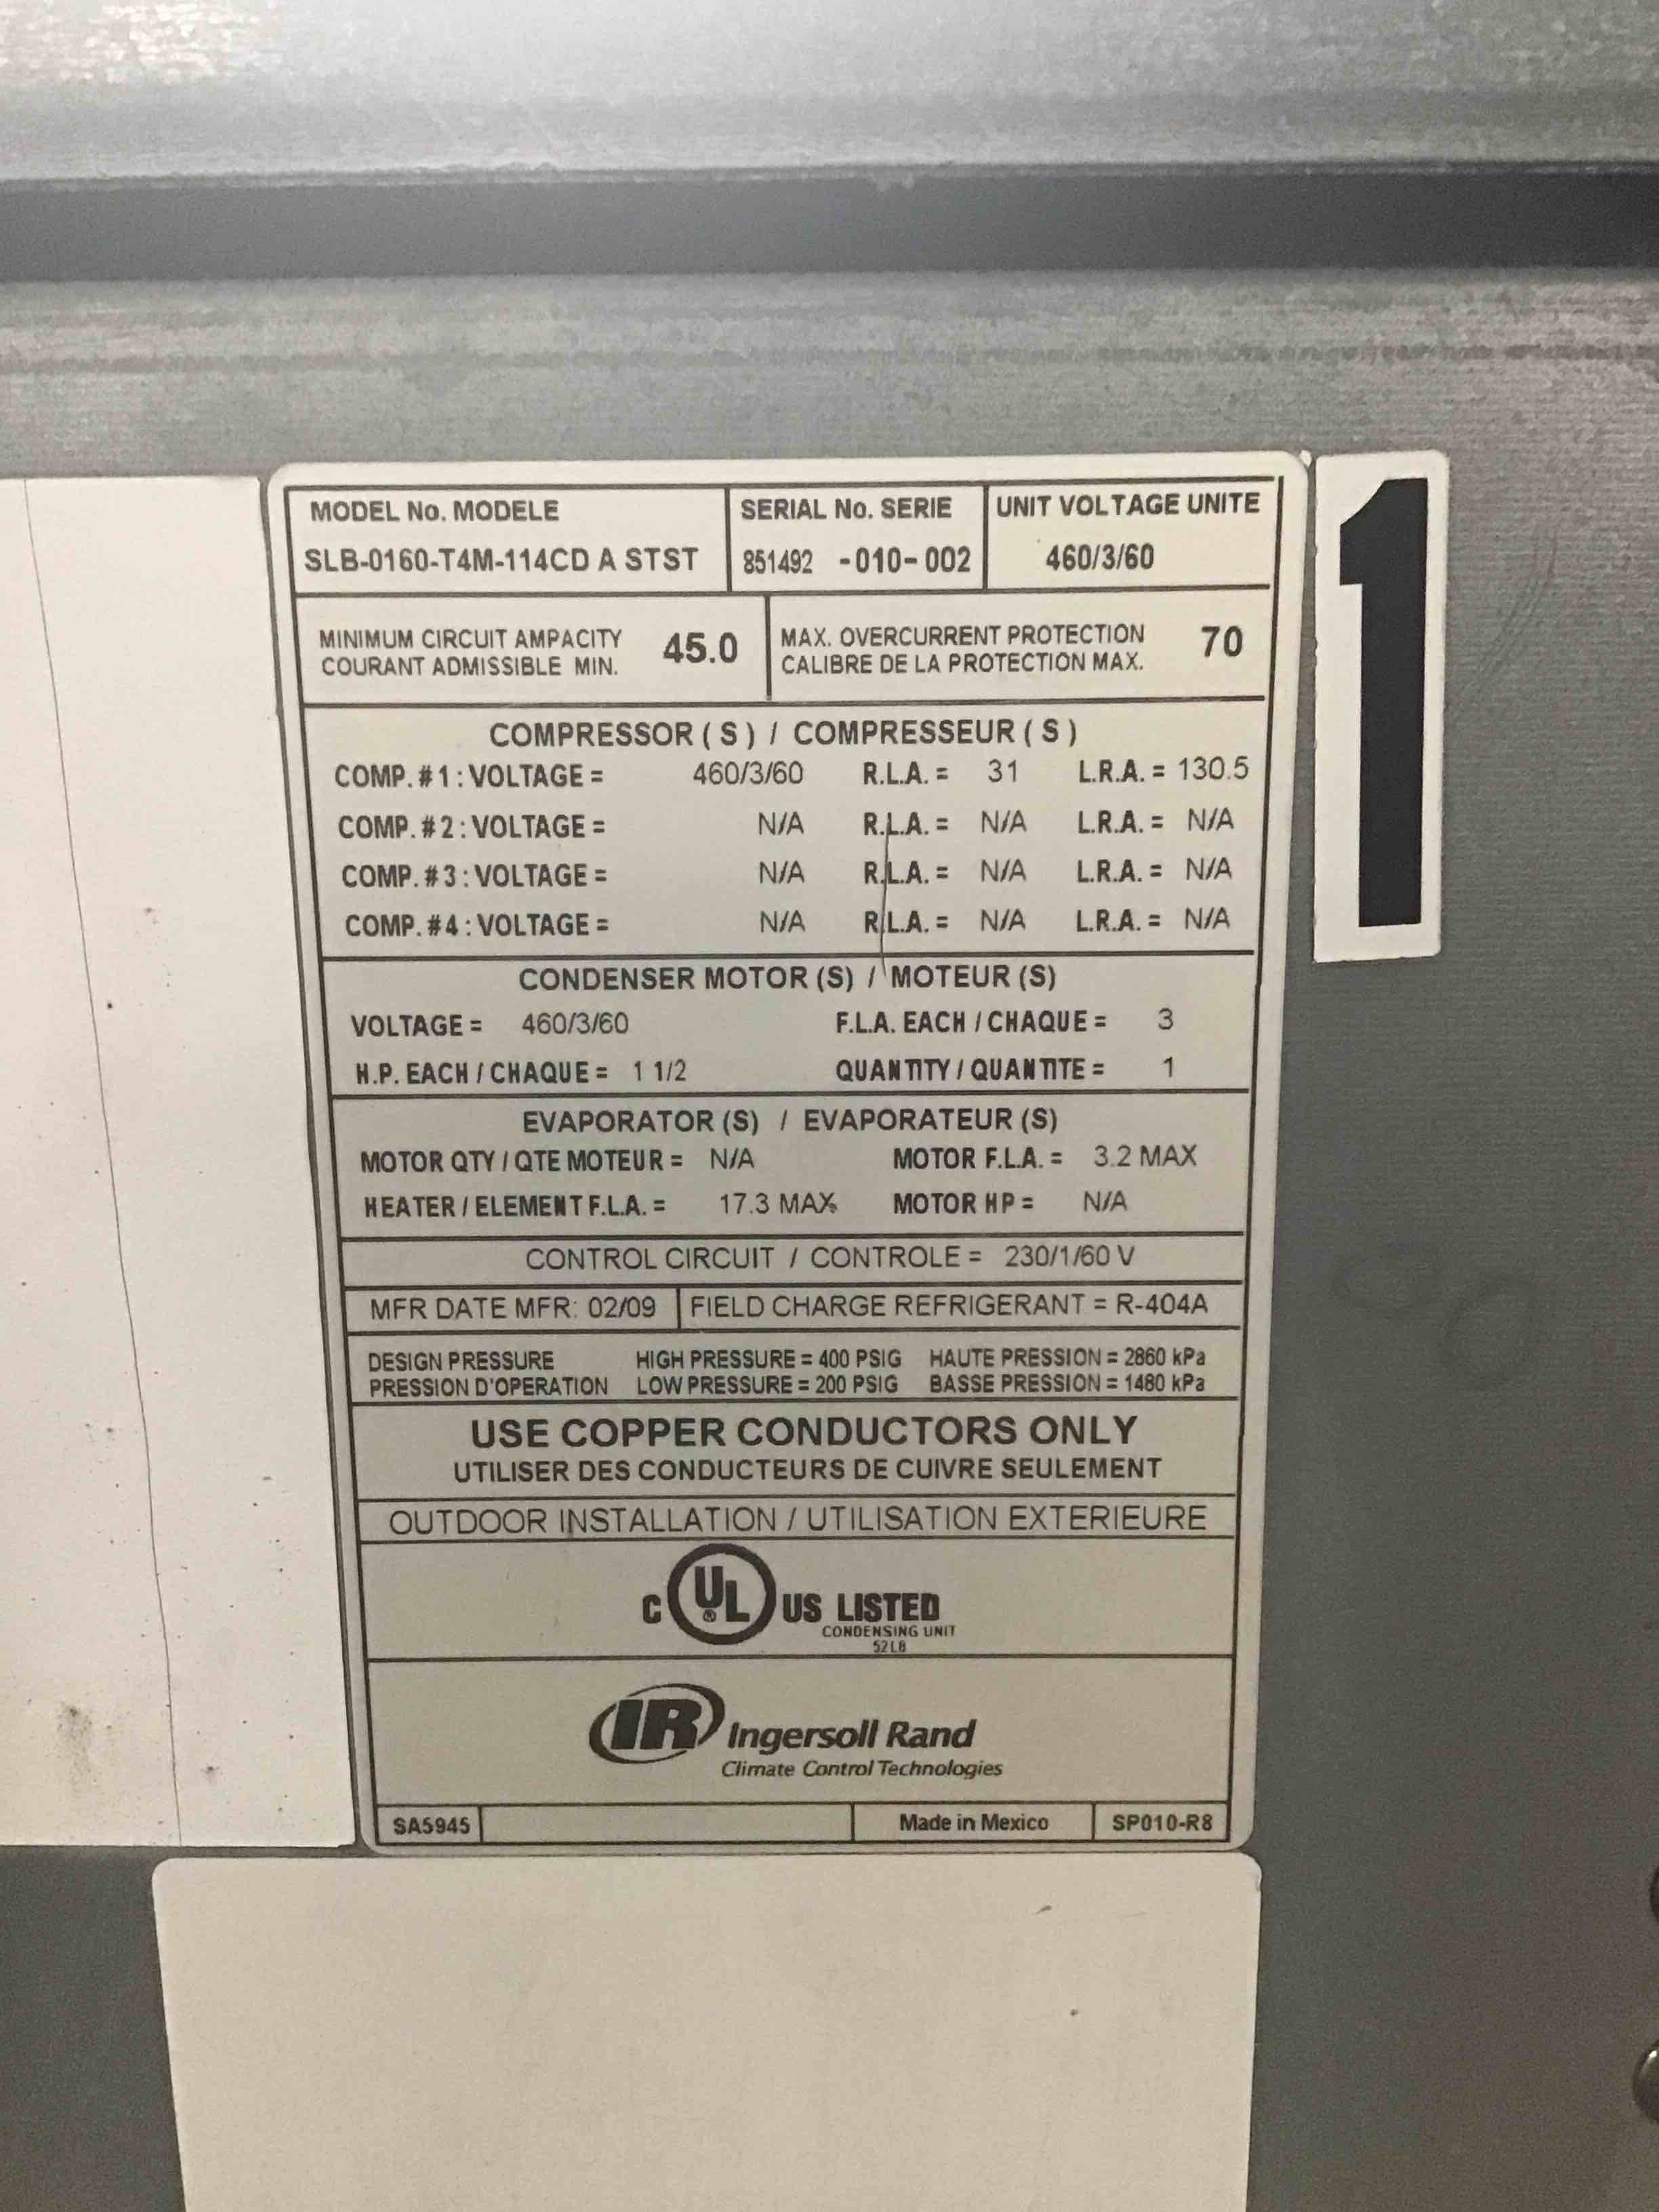 MODEL No. MODELE SERIAL No. SERIE UNIT VOLTAGE UNITE
SLB-0160-T4M-114CD A STST 851492 -010-002 460/3/60
MINIMUM CIRCUIT AMPACITY 45.0 MAX. OVERCURRENT PROTECTION 70
COURANT ADMISSIBLE MIN. CALIBRE DE LA PROTECTION MAX.
COMPRESSOR ( S ) / COMPRESSEUR ( S )
COMP. # 1 : VOLTAGE = 460/3/60 R.L.A. = 31 L.R.A. = 130.5
COMP. # 2 : VOLTAGE = N/A R.L.A. = N/A L.R.A. = N/A
COMP. # 3 : VOLTAGE = N/A R.L.A. = N/A L.R.A. = N/A
COMP. # 4 : VOLTAGE = N/A R.L.A. = N/A L.R.A. = N/A
CONDENSER MOTOR (S) / MOTEUR (S)
VOLTAGE = 460/3/60 F.L.A. EACH / CHAQUE = 3
H.P. EACH / CHAQUE = 1 1/2 QUANTITY / QUANTITE = 1
EVAPORATOR (S) / EVAPORATEUR (S)
MOTOR QTY / QTE MOTEUR = N/A MOTOR F.L.A. = 3.2 MAX
HEATER / ELEMENT F.L.A. = 17.3 MAX MOTOR HP = N/A
CONTROL CIRCUIT / CONTROLE = 230/1/60 V
MFR DATE MFR: 02/09 FIELD CHARGE REFRIGERANT = R-404A
DESIGN PRESSURE HIGH PRESSURE = 400 PSIG HAUTE PRESSION = 2860 kPa
PRESSION D'OPERATION LOW PRESSURE = 200 PSIG BASSE PRESSION = 1480 kPa
USE COPPER CONDUCTORS ONLY
UTILISER DES CONDUCTEURS DE CUIVRE SEULEMENT
OUTDOOR INSTALLATION / UTILISATION EXTERIEURE
C UL ® US LISTED
CONDENSING UNIT
52L8
IR Ingersoll Rand
Climate Control Technologies
SA5945 Made in Mexico SP010-R8
1